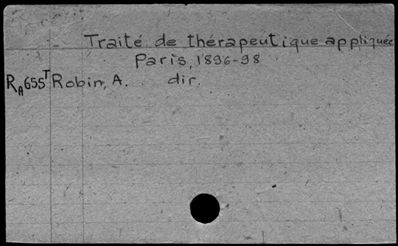 Traité de thérapeutique appliquée
Paris, 1896-98
RA655T Robin, A. dir.